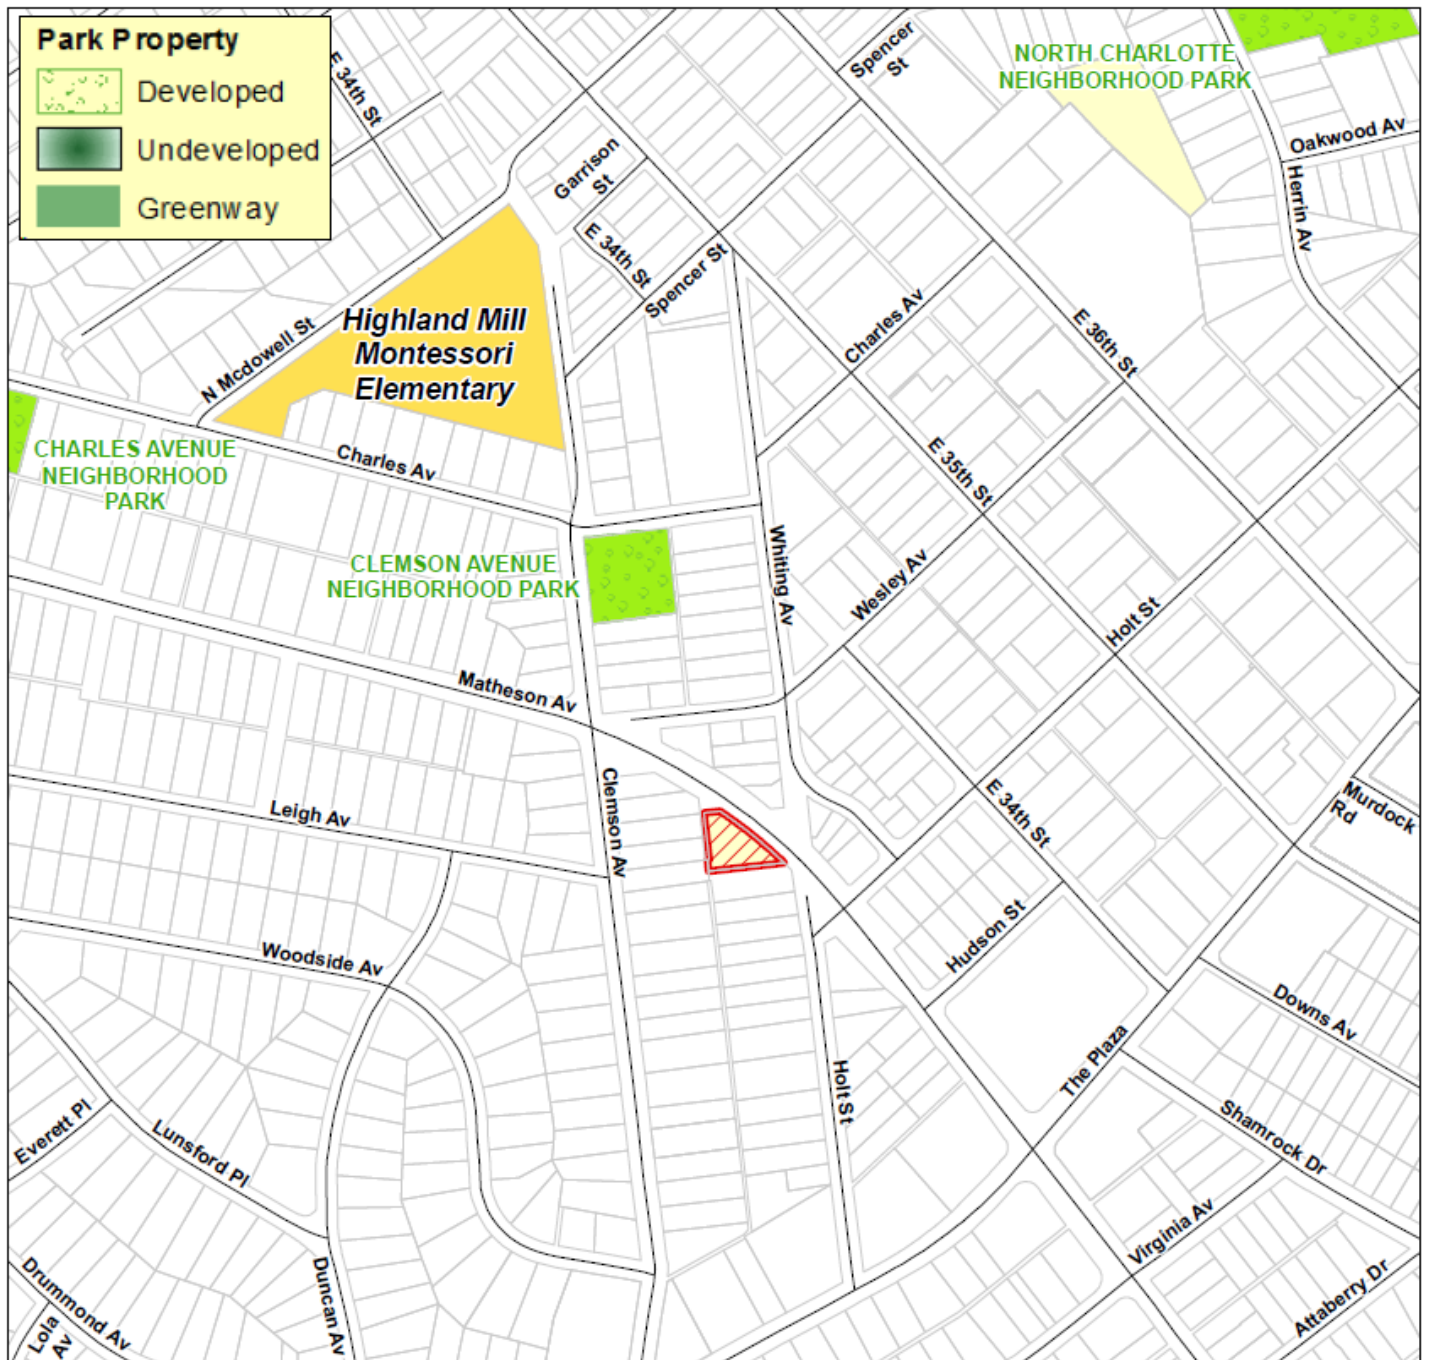 Park Property
Developed
Undeveloped
Greenway
E 34th St
Spencer
St
NORTH CHARLOTTE
NEIGHBORHOOD PARK
Oakwood Av
Herrin Av
Garrison
St
E 34th St
Spencer St
Highland Mill
Montessori
Elementary
N Mcdowell St
Charles Av
E 36th St
CHARLES AVENUE
NEIGHBORHOOD
PARK
Charles Av
E 35th St
CLEMSON AVENUE
NEIGHBORHOOD PARK
Whiting Av
Wesley Av
Holt St
Matheson Av
Clemson Av
Leigh Av
E 34th St
Murdock
Rd
Woodside Av
Hudson St
Downs Av
The Plaza
Holt St
Everett Pl
Lunsford Pl
Shamrock Dr
Virginia Av
Drummond Av
Duncan Av
Attaberry Dr
Lola
Av